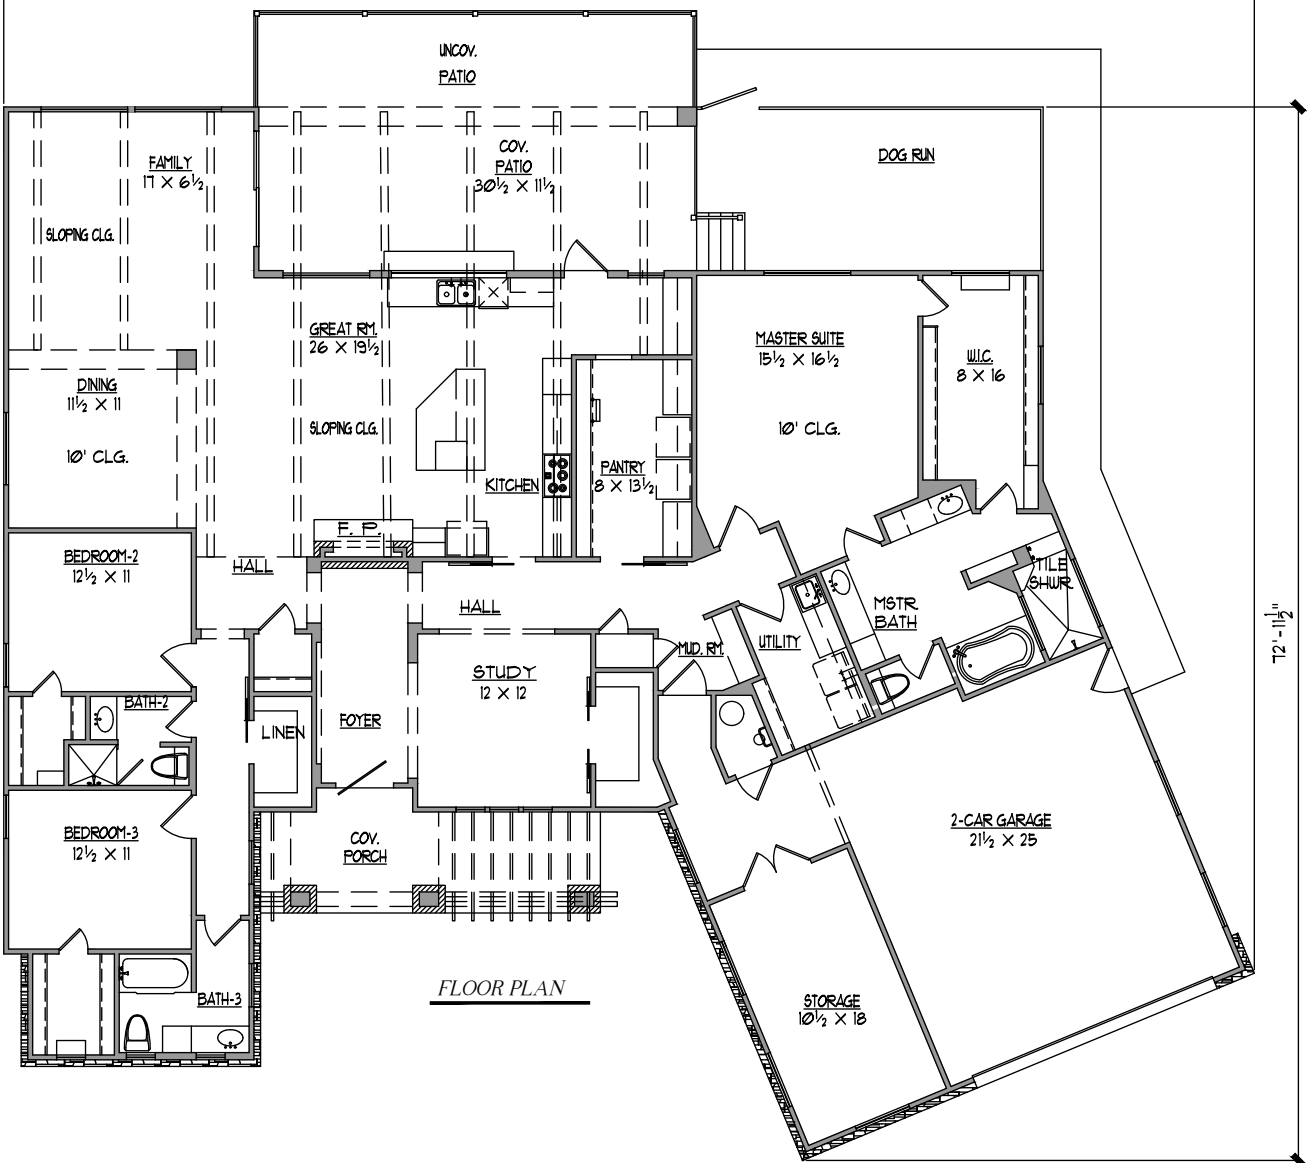 UNCOV.
PATIO
COV.
PATIO
30½ X 11½
DOG RUN
FAMILY
17 X 6½
SLOPING CLG.
GREAT RM.
26 X 19½
MASTER SUITE
15½ X 16½
W.I.C.
8 X 16
DINING
11½ X 11
10' CLG.
SLOPING CLG.
10' CLG.
KITCHEN
PANTRY
8 X 13½
F. P.
BEDROOM-2
12½ X 11
HALL
HALL
TILE
SHWR
MSTR
BATH
UTILITY
MUD. RM.
STUDY
12 X 12
BATH-2
LINEN
FOYER
72'-11½"
BEDROOM-3
12½ X 11
COV.
PORCH
2-CAR GARAGE
21½ X 25
FLOOR PLAN
BATH-3
STORAGE
10½ X 18